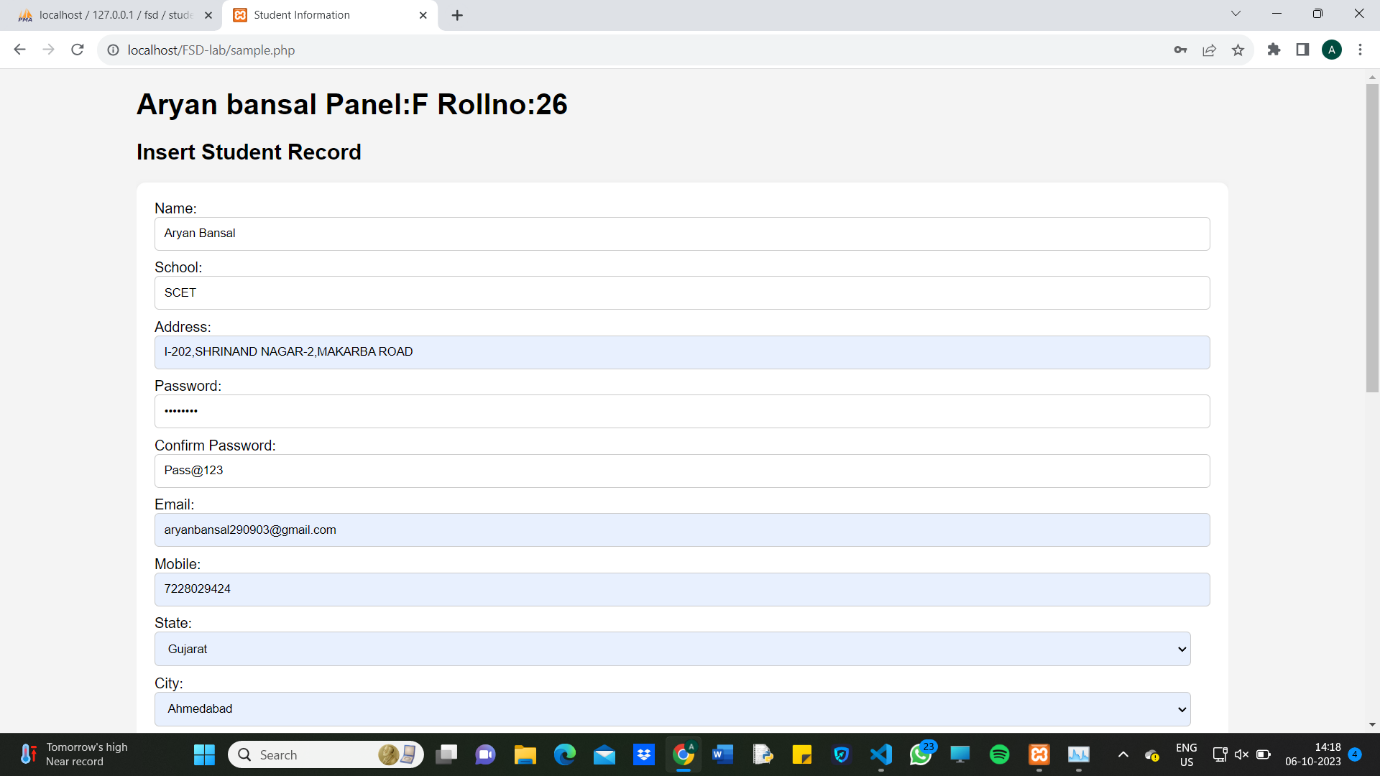 localhost / 127.0.0.1 / fsd / stude
Student Information
localhost/FSD-lab/sample.php
A
Aryan bansal Panel:F Rollno:26
Insert Student Record
Name:
Aryan Bansal
School:
SCET
Address:
I-202,SHRINAND NAGAR-2,MAKARBA ROAD
Password:
••••••••
Confirm Password:
Pass@123
Email:
aryanbansal290903@gmail.com
Mobile:
7228029424
State:
Gujarat
City:
Ahmedabad
Tomorrow's high
Near record
Search
23
ENG
US
14:18
06-10-2023
4